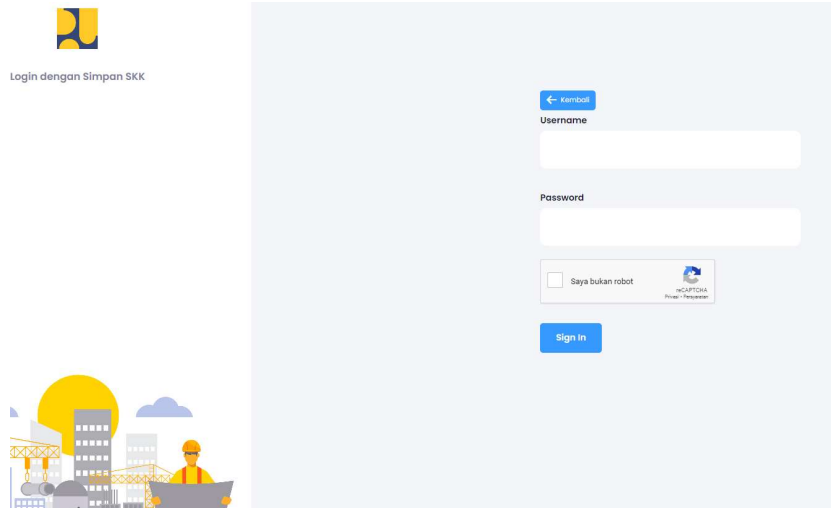 Login dengan Simpan SKK
← Kembali
Username
Password
Saya bukan robot
reCAPTCHA
Privasi - Persyaratan
Sign In